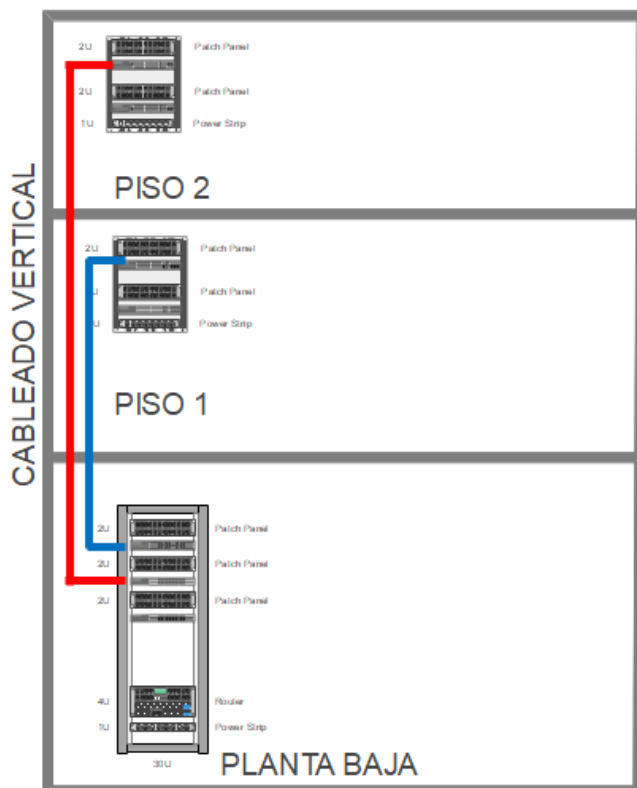 CABLEADO VERTICAL
2U Patch Panel
2U Patch Panel
1U Power Strip
PISO 2
2U Patch Panel
U Patch Panel
U Power Strip
PISO 1
2U Patch Panel
2U Patch Panel
2U Patch Panel
4U Router
1U Power Strip
30U
PLANTA BAJA